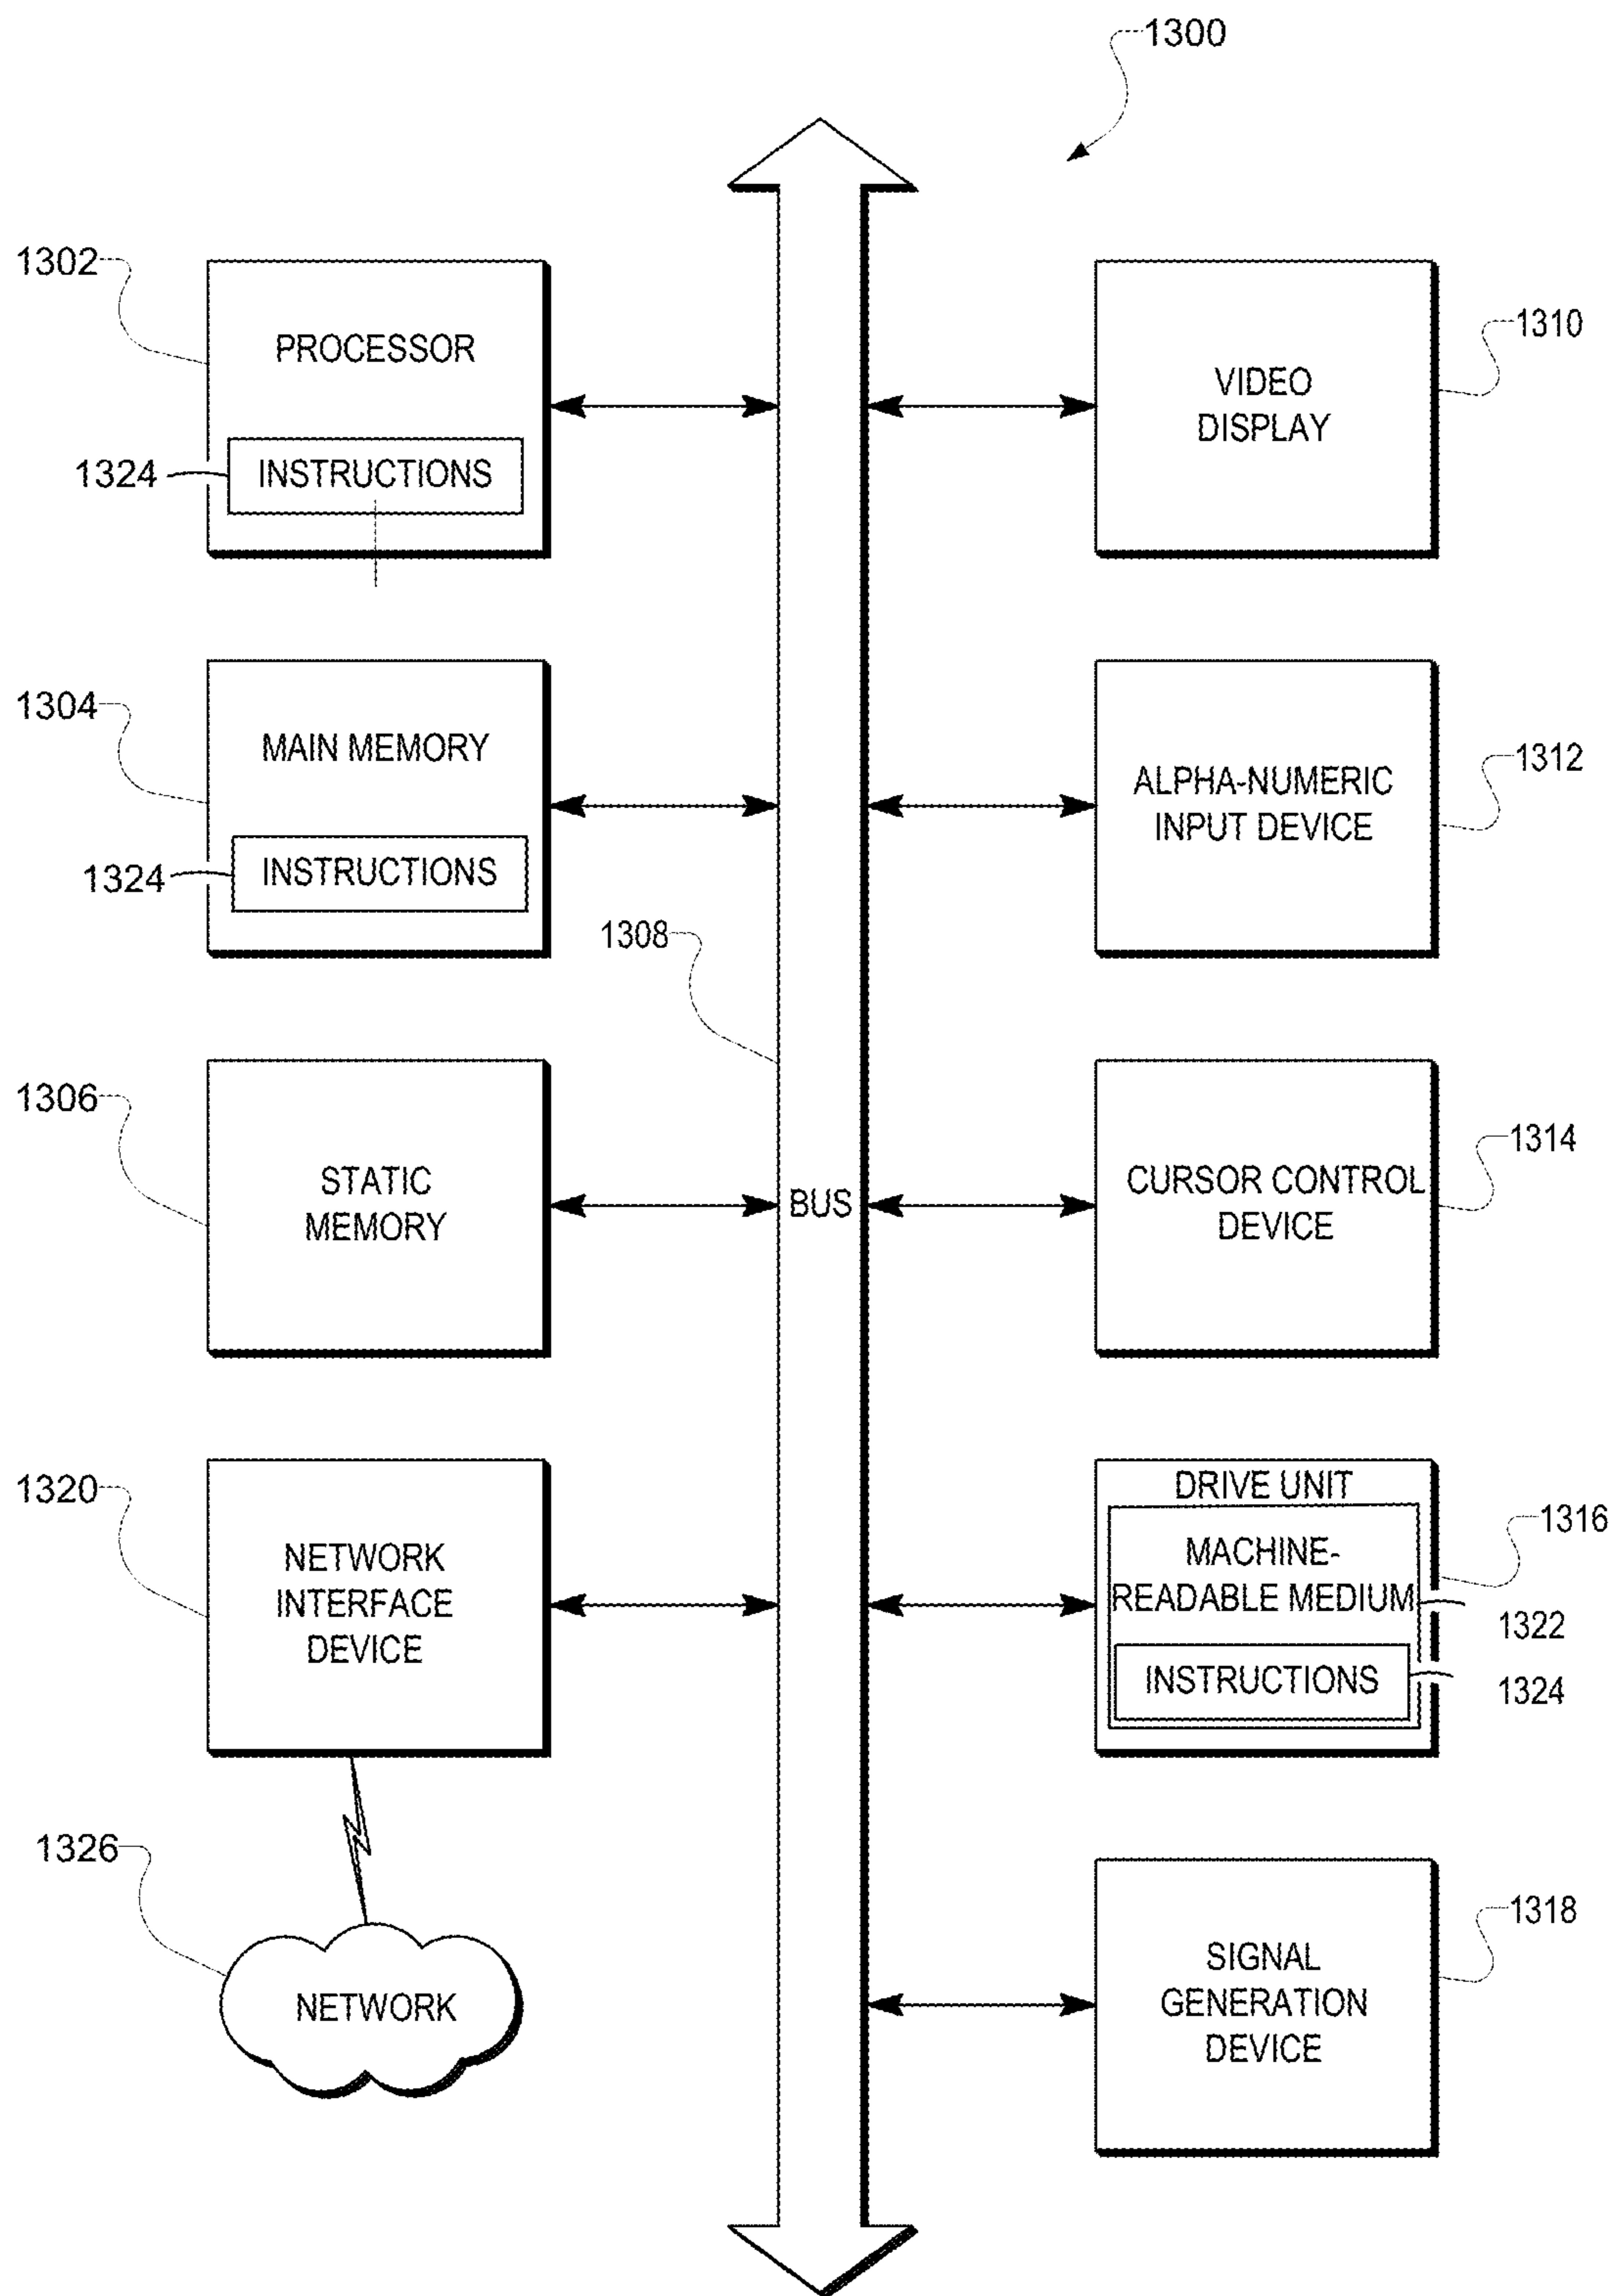 1300
1302
PROCESSOR
1324
INSTRUCTIONS
1310
VIDEO
DISPLAY
1304
MAIN MEMORY
1324
INSTRUCTIONS
1312
ALPHA-NUMERIC
INPUT DEVICE
1308
BUS
1306
STATIC
MEMORY
1314
CURSOR CONTROL
DEVICE
1320
NETWORK
INTERFACE
DEVICE
DRIVE UNIT
1316
MACHINE-
READABLE MEDIUM
1322
INSTRUCTIONS
1324
1326
NETWORK
1318
SIGNAL
GENERATION
DEVICE